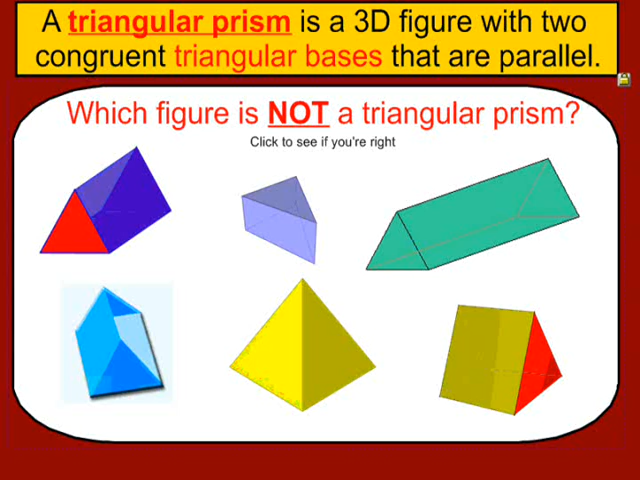 A triangular prism is a 3D figure with two
congruent triangular bases that are parallel.
Which figure is NOT a triangular prism?
Click to see if you're right